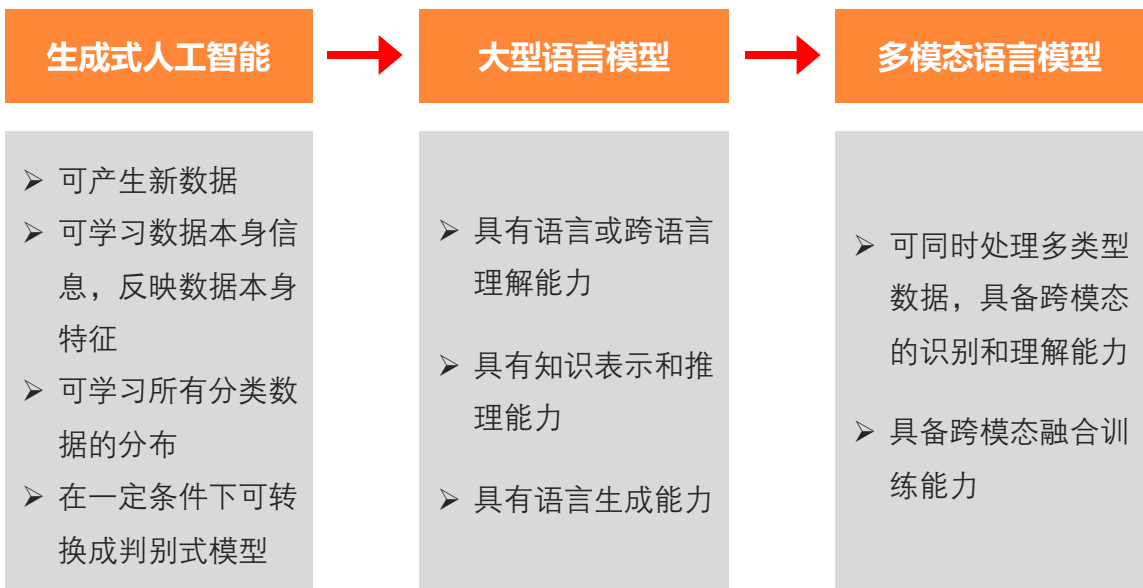 生成式人工智能
大型语言模型
多模态语言模型
➢ 可产生新数据
➢ 可学习数据本身信
息，反映数据本身
特征
➢ 可学习所有分类数
据的分布
➢ 在一定条件下可转
换成判别式模型
➢ 具有语言或跨语言
理解能力
➢ 具有知识表示和推
理能力
➢ 具有语言生成能力
➢ 可同时处理多类型
数据，具备跨模态
的识别和理解能力
➢ 具备跨模态融合训
练能力